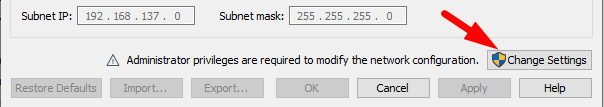 Subnet IP: 192 . 168 . 137 . 0 Subnet mask: 255 . 255 . 255 . 0
Administrator privileges are required to modify the network configuration. Change Settings
Restore Defaults Import... Export... OK Cancel Apply Help